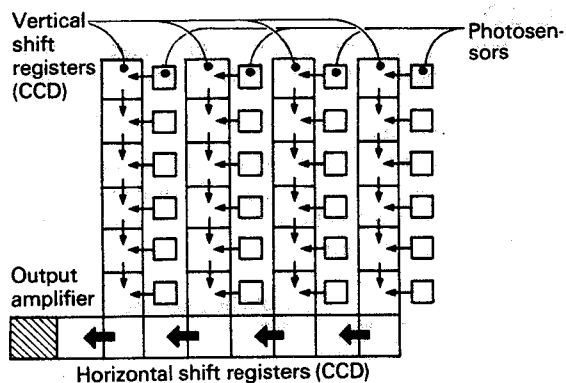 Vertical
shift
registers
(CCD)
Photosen-
sors
Output
amplifier
Horizontal shift registers (CCD)